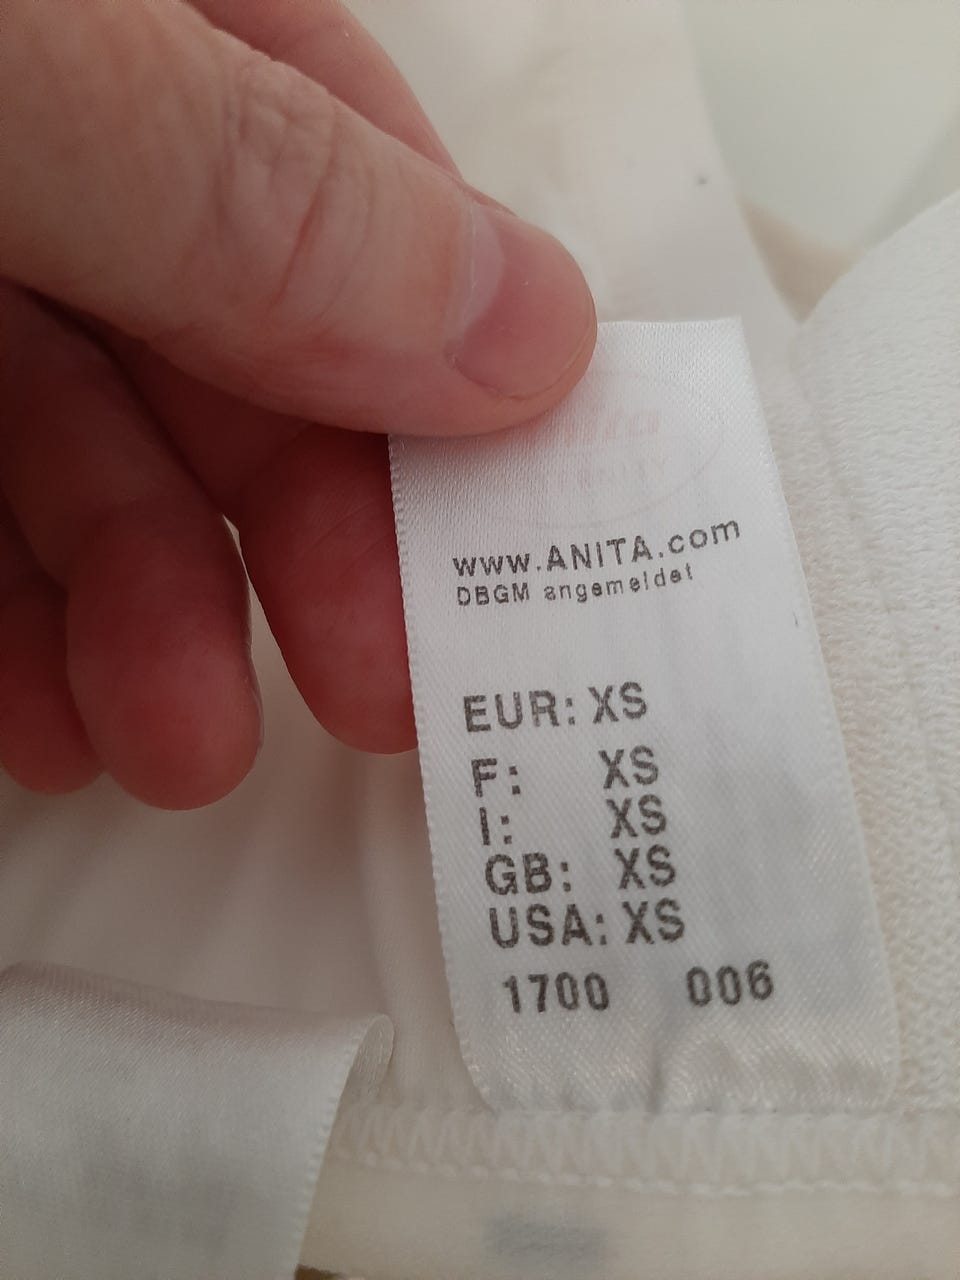 www.ANITA.com
DBGM angemeldet
EUR: XS
F: XS
I: XS
GB: XS
USA: XS
1700 006